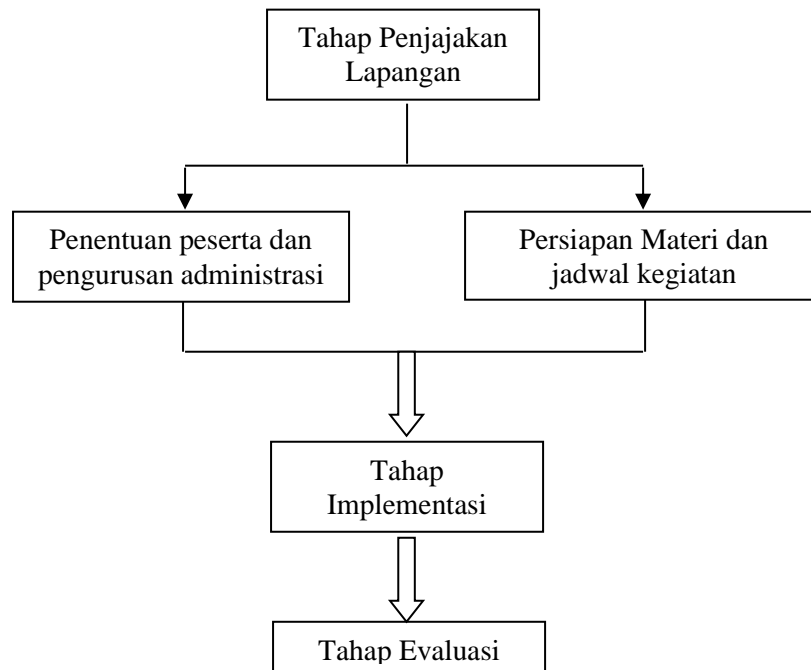 Tahap Penjajakan
Lapangan
Penentuan peserta dan
pengurusan administrasi
Persiapan Materi dan
jadwal kegiatan
Tahap
Implementasi
Tahap Evaluasi